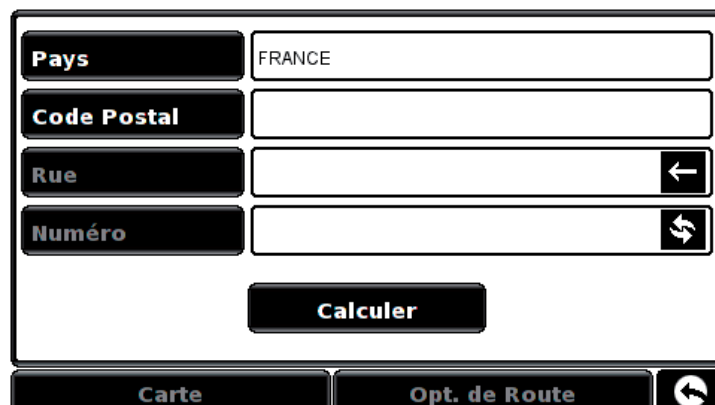 Pays FRANCE
Code Postal
Rue
Numéro
Calculer
Carte Opt. de Route